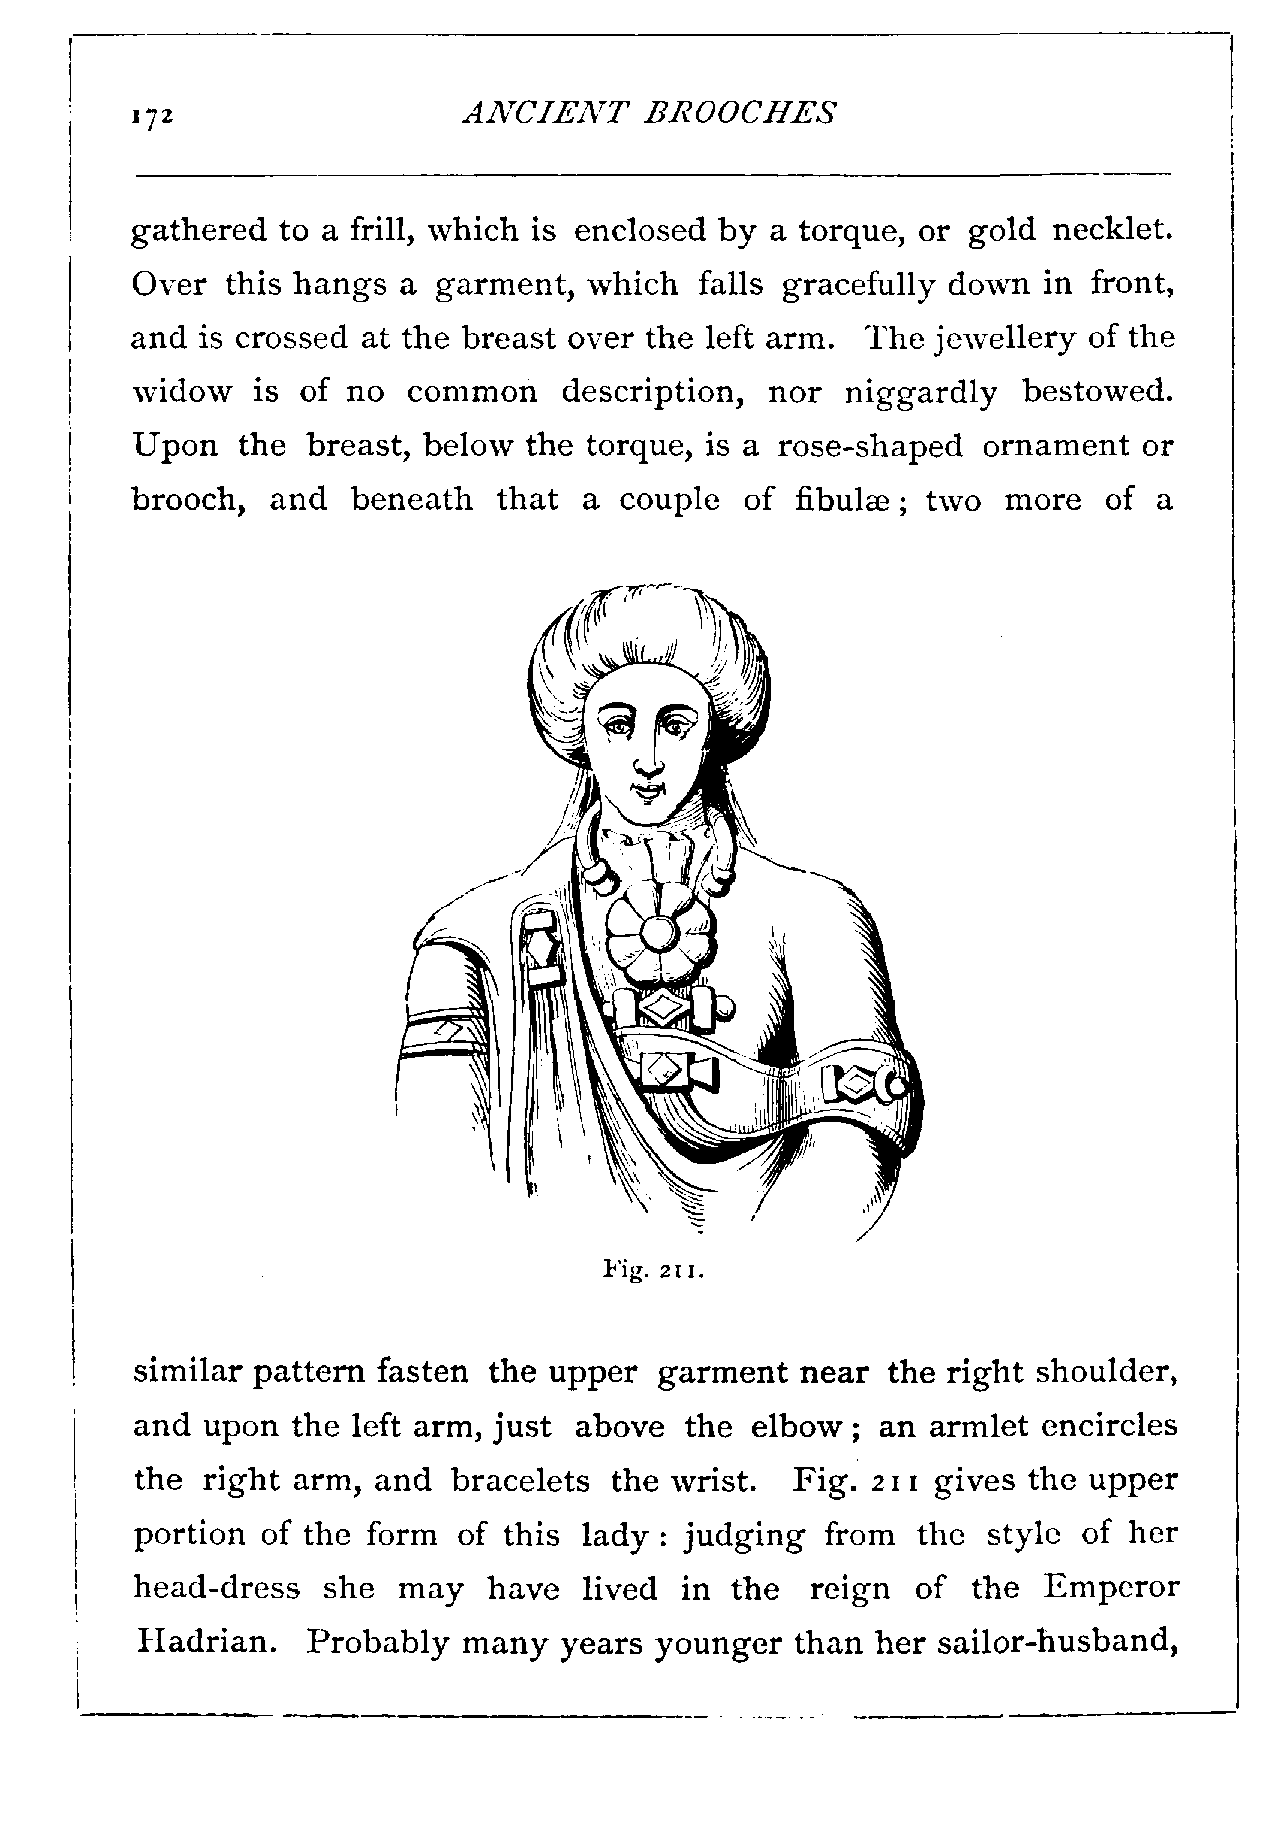 172 ANCIENT BROOCHES
gathered to a frill, which is enclosed by a torque, or gold necklet.
Over this hangs a garment, which falls gracefully down in front,
and is crossed at the breast over the left arm. The jewellery of the
widow is of no common description, nor niggardly bestowed.
Upon the breast, below the torque, is a rose-shaped ornament or
brooch, and beneath that a couple of fibulæ; two more of a
Fig. 211.
similar pattern fasten the upper garment near the right shoulder,
and upon the left arm, just above the elbow; an armlet encircles
the right arm, and bracelets the wrist. Fig. 211 gives the upper
portion of the form of this lady: judging from the style of her
head-dress she may have lived in the reign of the Emperor
Hadrian. Probably many years younger than her sailor-husband,